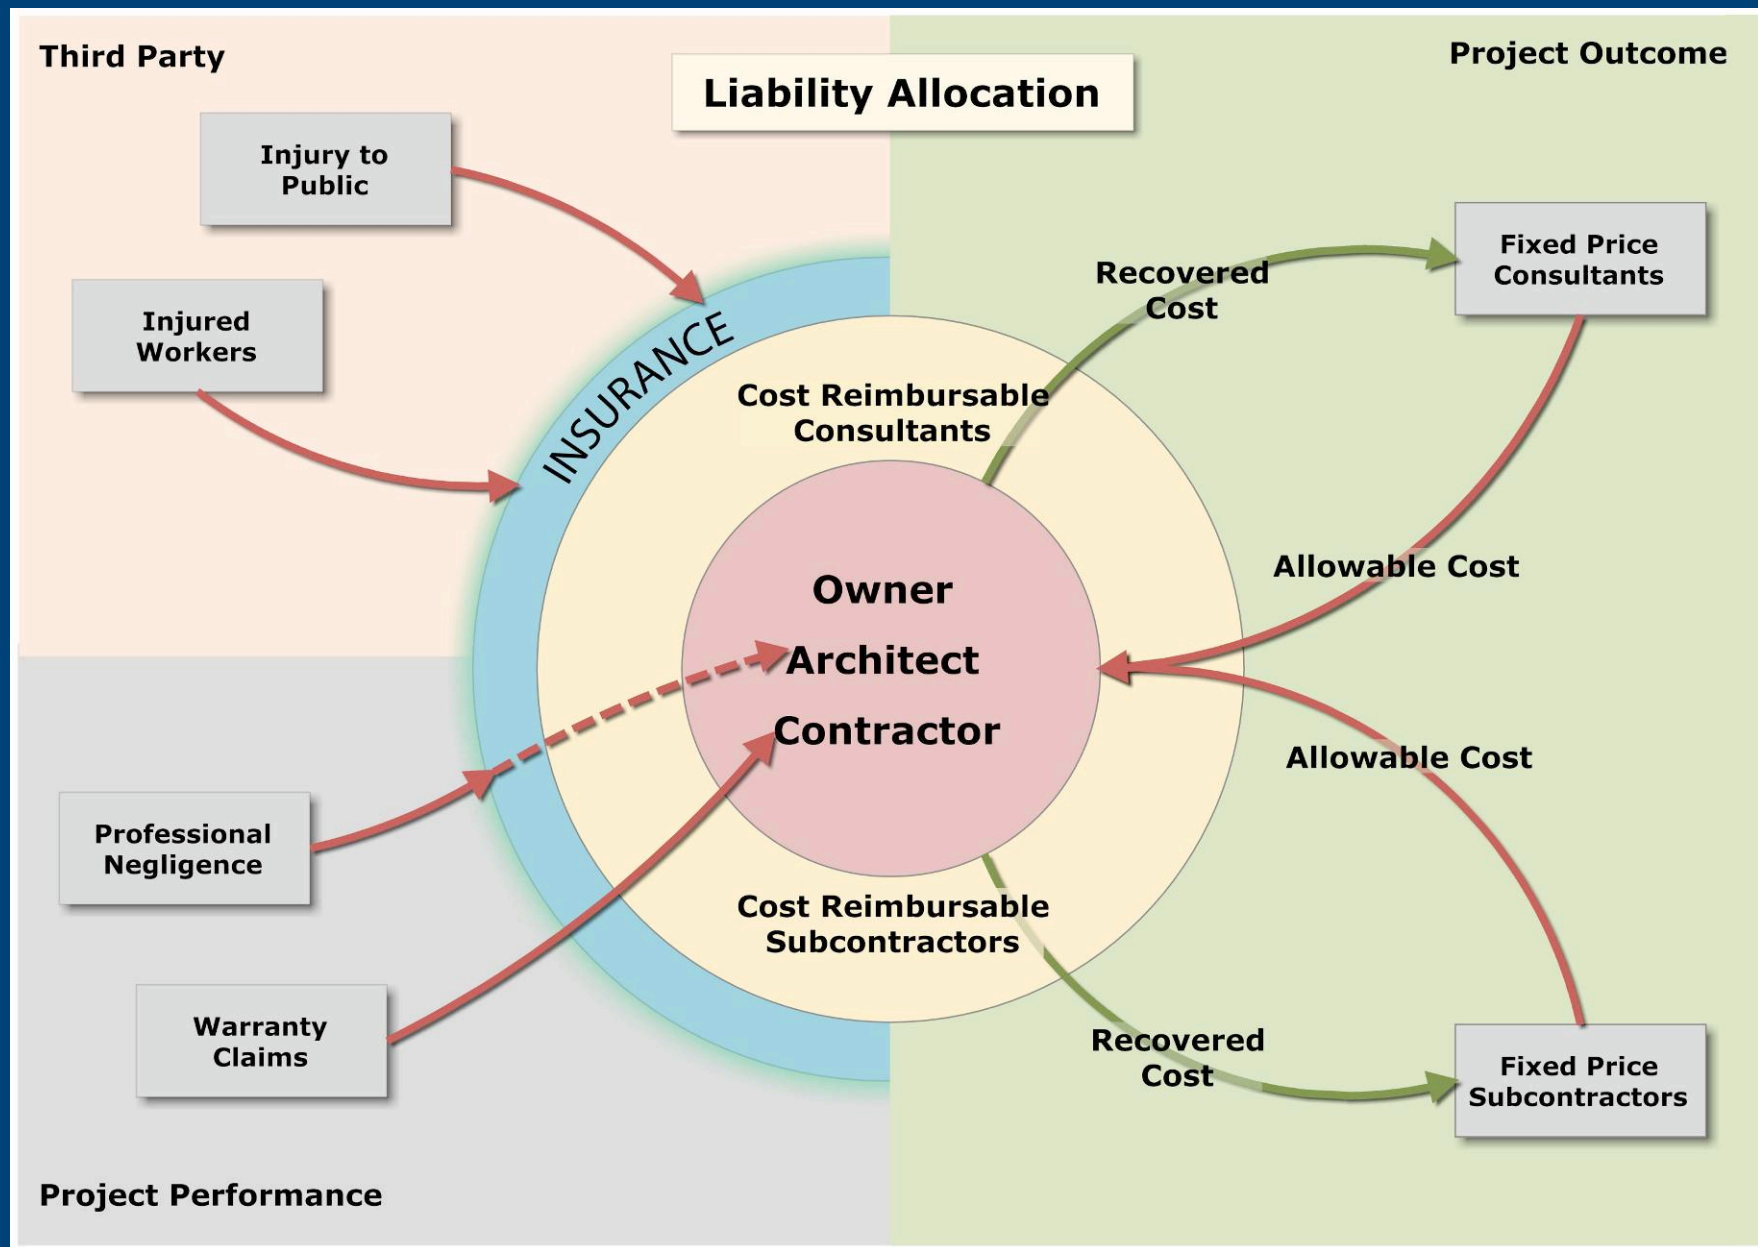 Third Party
Liability Allocation
Project Outcome
Injury to
Public
Injured
Workers
INSURANCE
Recovered
Cost
Fixed Price
Consultants
Cost Reimbursable
Consultants
Allowable Cost
Owner
Architect
Contractor
Allowable Cost
Professional
Negligence
Cost Reimbursable
Subcontractors
Warranty
Claims
Recovered
Cost
Fixed Price
Subcontractors
Project Performance